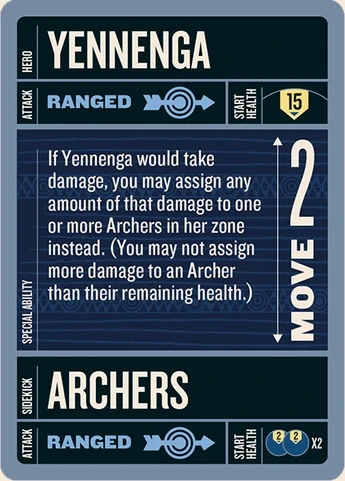 HERO
YENNENGA
ATTACK
RANGED
START
HEALTH
15
SPECIAL ABILITY
If Yennenga would take
damage, you may assign any
amount of that damage to one
or more Archers in her zone
instead. (You may not assign
more damage to an Archer
than their remaining health.)
MOVE 2
SIDEKICK
ARCHERS
ATTACK
RANGED
START
HEALTH
2 2 X2